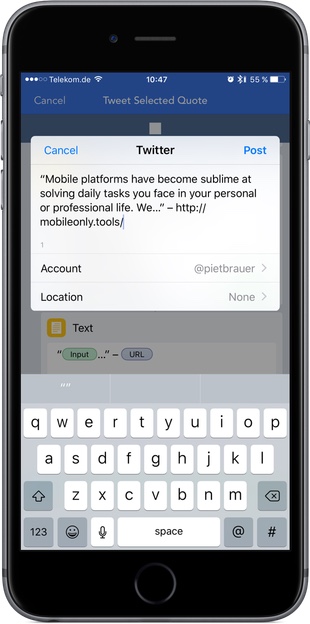 Telekom.de 10:47 55 %
Cancel Tweet Selected Quote
Cancel Twitter Post
“Mobile platforms have become sublime at
solving daily tasks you face in your personal
or professional life. We...” – http://
mobileonly.tools/
1
Account @pietbrauer
Location None
Text
“ Input ...” – URL
“”
q w e r t y u i o p
a s d f g h j k l
z x c v b n m
123 space @ #